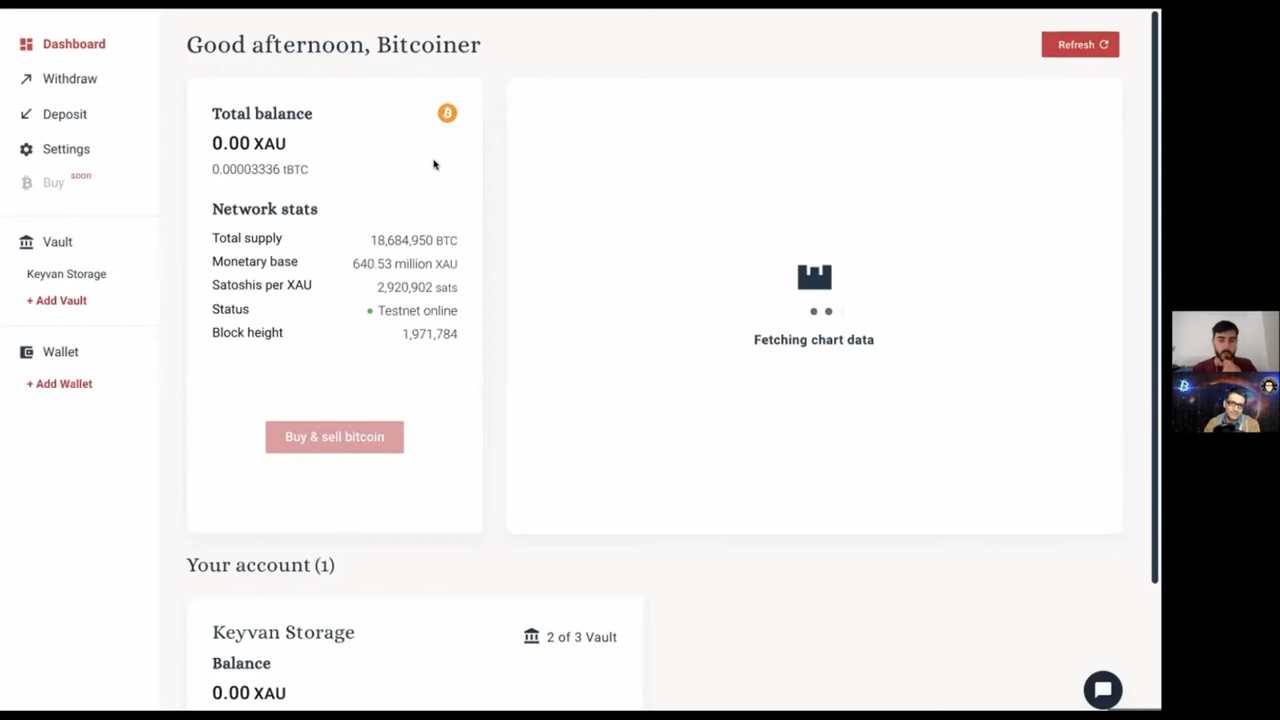 Dashboard
Withdraw
Deposit
Settings
Buy soon
Vault
Keyvan Storage
+ Add Vault
Wallet
+ Add Wallet
Good afternoon, Bitcoiner
Refresh
Total balance
0.00 XAU
0.00003336 tBTC
Network stats
Total supply 18,684,950 BTC
Monetary base 640.53 million XAU
Satoshis per XAU 2,920,902 sats
Status Testnet online
Block height 1,971,784
Buy & sell bitcoin
Fetching chart data
Your account (1)
Keyvan Storage
2 of 3 Vault
Balance
0.00 XAU